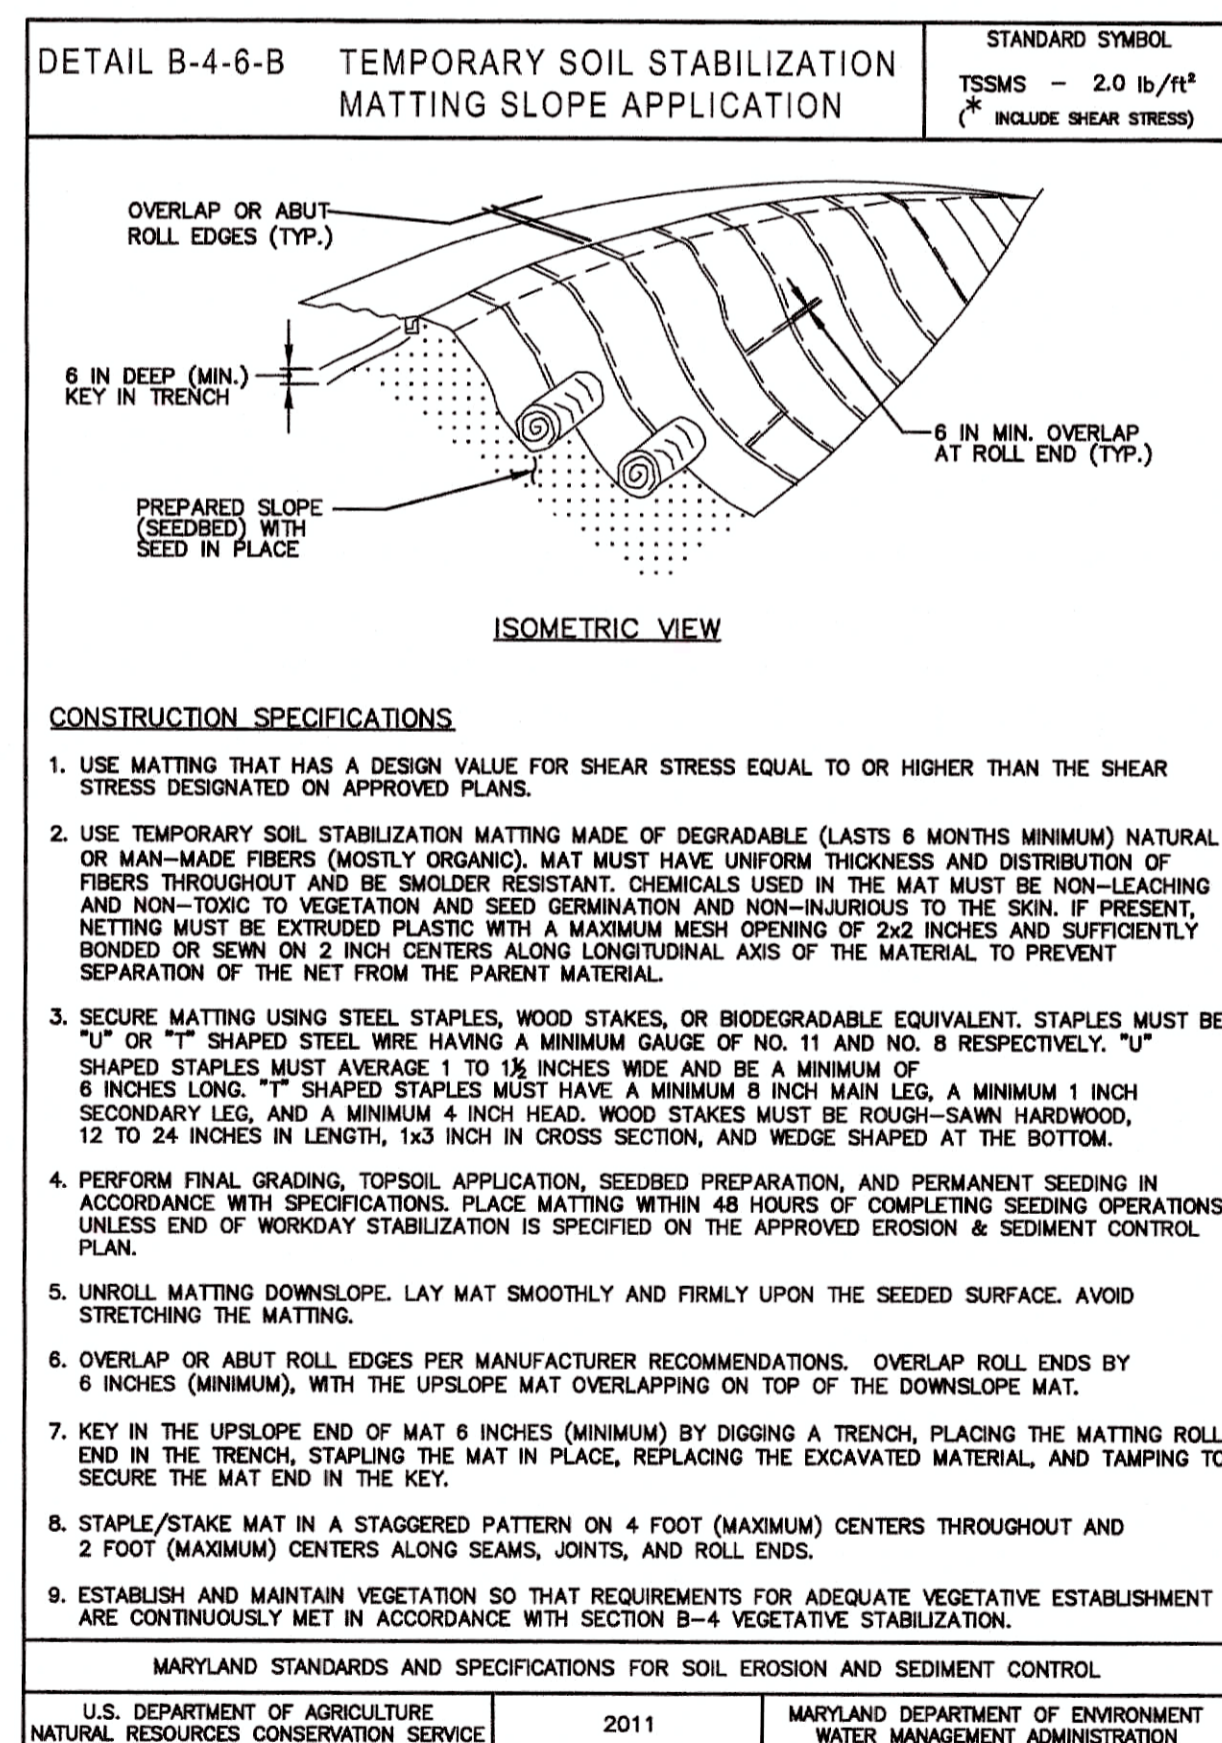 DETAIL B-4-6-B
TEMPORARY SOIL STABILIZATION
MATTING SLOPE APPLICATION
STANDARD SYMBOL
TSSMS - 2.0 lb/ft²
(* INCLUDE SHEAR STRESS)
OVERLAP OR ABUT
ROLL EDGES (TYP.)
6 IN DEEP (MIN.)
KEY IN TRENCH
6 IN MIN. OVERLAP
AT ROLL END (TYP.)
PREPARED SLOPE
(SEEDBED) WITH
SEED IN PLACE
ISOMETRIC VIEW
CONSTRUCTION SPECIFICATIONS
1. USE MATTING THAT HAS A DESIGN VALUE FOR SHEAR STRESS EQUAL TO OR HIGHER THAN THE SHEAR
STRESS DESIGNATED ON APPROVED PLANS.
2. USE TEMPORARY SOIL STABILIZATION MATTING MADE OF DEGRADABLE (LASTS 6 MONTHS MINIMUM) NATURAL
OR MAN-MADE FIBERS (MOSTLY ORGANIC). MAT MUST HAVE UNIFORM THICKNESS AND DISTRIBUTION OF
FIBERS THROUGHOUT AND BE SMOLDER RESISTANT. CHEMICALS USED IN THE MAT MUST BE NON-LEACHING
AND NON-TOXIC TO VEGETATION AND SEED GERMINATION AND NON-INJURIOUS TO THE SKIN. IF PRESENT,
NETTING MUST BE EXTRUDED PLASTIC WITH A MAXIMUM MESH OPENING OF 2x2 INCHES AND SUFFICIENTLY
BONDED OR SEWN ON 2 INCH CENTERS ALONG LONGITUDINAL AXIS OF THE MATERIAL TO PREVENT
SEPARATION OF THE NET FROM THE PARENT MATERIAL.
3. SECURE MATTING USING STEEL STAPLES, WOOD STAKES, OR BIODEGRADABLE EQUIVALENT. STAPLES MUST BE
"U" OR "T" SHAPED STEEL WIRE HAVING A MINIMUM GAUGE OF NO. 11 AND NO. 8 RESPECTIVELY. "U"
SHAPED STAPLES MUST AVERAGE 1 TO 1½ INCHES WIDE AND BE A MINIMUM OF
6 INCHES LONG. "T" SHAPED STAPLES MUST HAVE A MINIMUM 8 INCH MAIN LEG, A MINIMUM 1 INCH
SECONDARY LEG, AND A MINIMUM 4 INCH HEAD. WOOD STAKES MUST BE ROUGH-SAWN HARDWOOD,
12 TO 24 INCHES IN LENGTH, 1x3 INCH IN CROSS SECTION, AND WEDGE SHAPED AT THE BOTTOM.
4. PERFORM FINAL GRADING, TOPSOIL APPLICATION, SEEDBED PREPARATION, AND PERMANENT SEEDING IN
ACCORDANCE WITH SPECIFICATIONS. PLACE MATTING WITHIN 48 HOURS OF COMPLETING SEEDING OPERATIONS
UNLESS END OF WORKDAY STABILIZATION IS SPECIFIED ON THE APPROVED EROSION & SEDIMENT CONTROL
PLAN.
5. UNROLL MATTING DOWNSLOPE. LAY MAT SMOOTHLY AND FIRMLY UPON THE SEEDED SURFACE. AVOID
STRETCHING THE MATTING.
6. OVERLAP OR ABUT ROLL EDGES PER MANUFACTURER RECOMMENDATIONS. OVERLAP ROLL ENDS BY
6 INCHES (MINIMUM), WITH THE UPSLOPE MAT OVERLAPPING ON TOP OF THE DOWNSLOPE MAT.
7. KEY IN THE UPSLOPE END OF MAT 6 INCHES (MINIMUM) BY DIGGING A TRENCH, PLACING THE MATTING ROLL
END IN THE TRENCH, STAPLING THE MAT IN PLACE, REPLACING THE EXCAVATED MATERIAL, AND TAMPING TO
SECURE THE MAT END IN THE KEY.
8. STAPLE/STAKE MAT IN A STAGGERED PATTERN ON 4 FOOT (MAXIMUM) CENTERS THROUGHOUT AND
2 FOOT (MAXIMUM) CENTERS ALONG SEAMS, JOINTS, AND ROLL ENDS.
9. ESTABLISH AND MAINTAIN VEGETATION SO THAT REQUIREMENTS FOR ADEQUATE VEGETATIVE ESTABLISHMENT
ARE CONTINUOUSLY MET IN ACCORDANCE WITH SECTION B-4 VEGETATIVE STABILIZATION.
MARYLAND STANDARDS AND SPECIFICATIONS FOR SOIL EROSION AND SEDIMENT CONTROL
U.S. DEPARTMENT OF AGRICULTURE
NATURAL RESOURCES CONSERVATION SERVICE
2011
MARYLAND DEPARTMENT OF ENVIRONMENT
WATER MANAGEMENT ADMINISTRATION